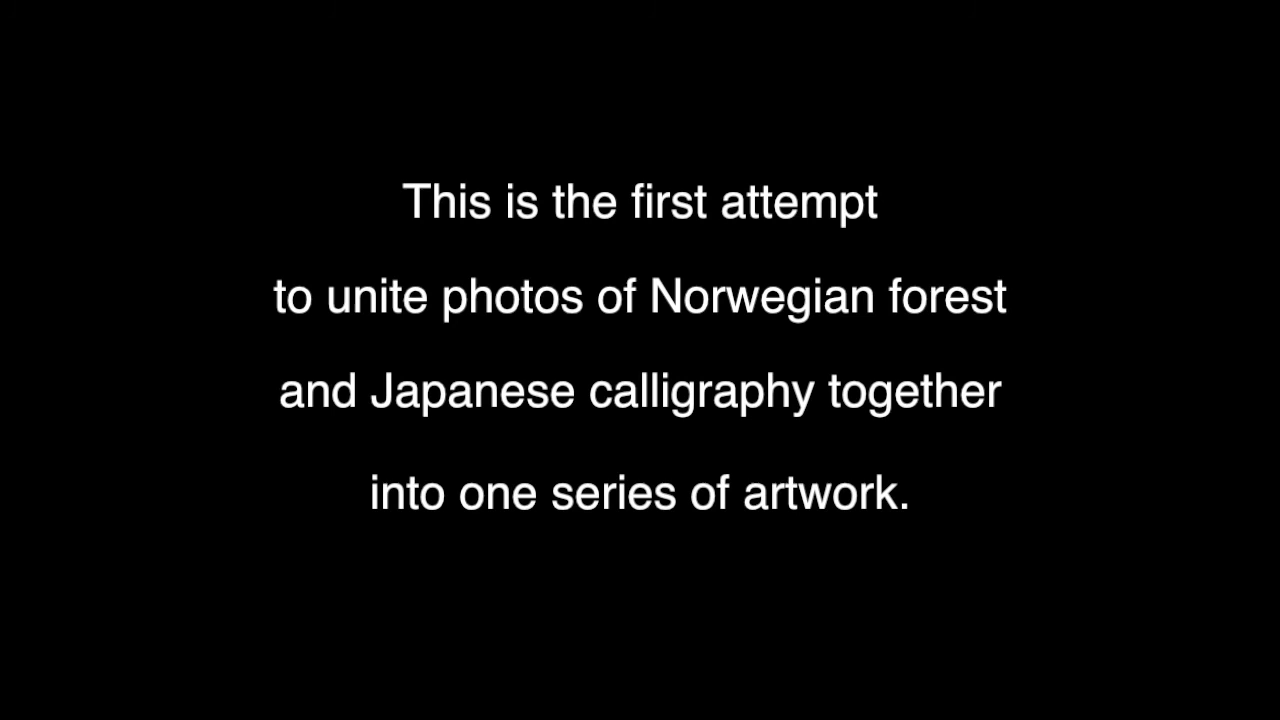 This is the first attempt
to unite photos of Norwegian forest
and Japanese calligraphy together
into one series of artwork.